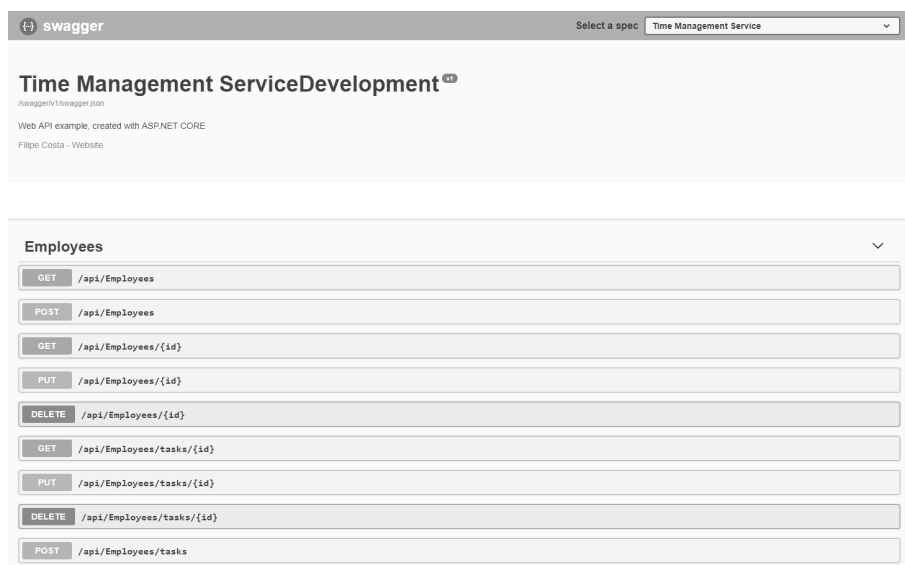 {···} swagger
Select a spec Time Management Service
Time Management ServiceDevelopment v1
/swagger/v1/swagger.json
Web API example, created with ASP.NET CORE
Filipe Costa - Website
Employees
GET /api/Employees
POST /api/Employees
GET /api/Employees/{id}
PUT /api/Employees/{id}
DELETE /api/Employees/{id}
GET /api/Employees/tasks/{id}
PUT /api/Employees/tasks/{id}
DELETE /api/Employees/tasks/{id}
POST /api/Employees/tasks